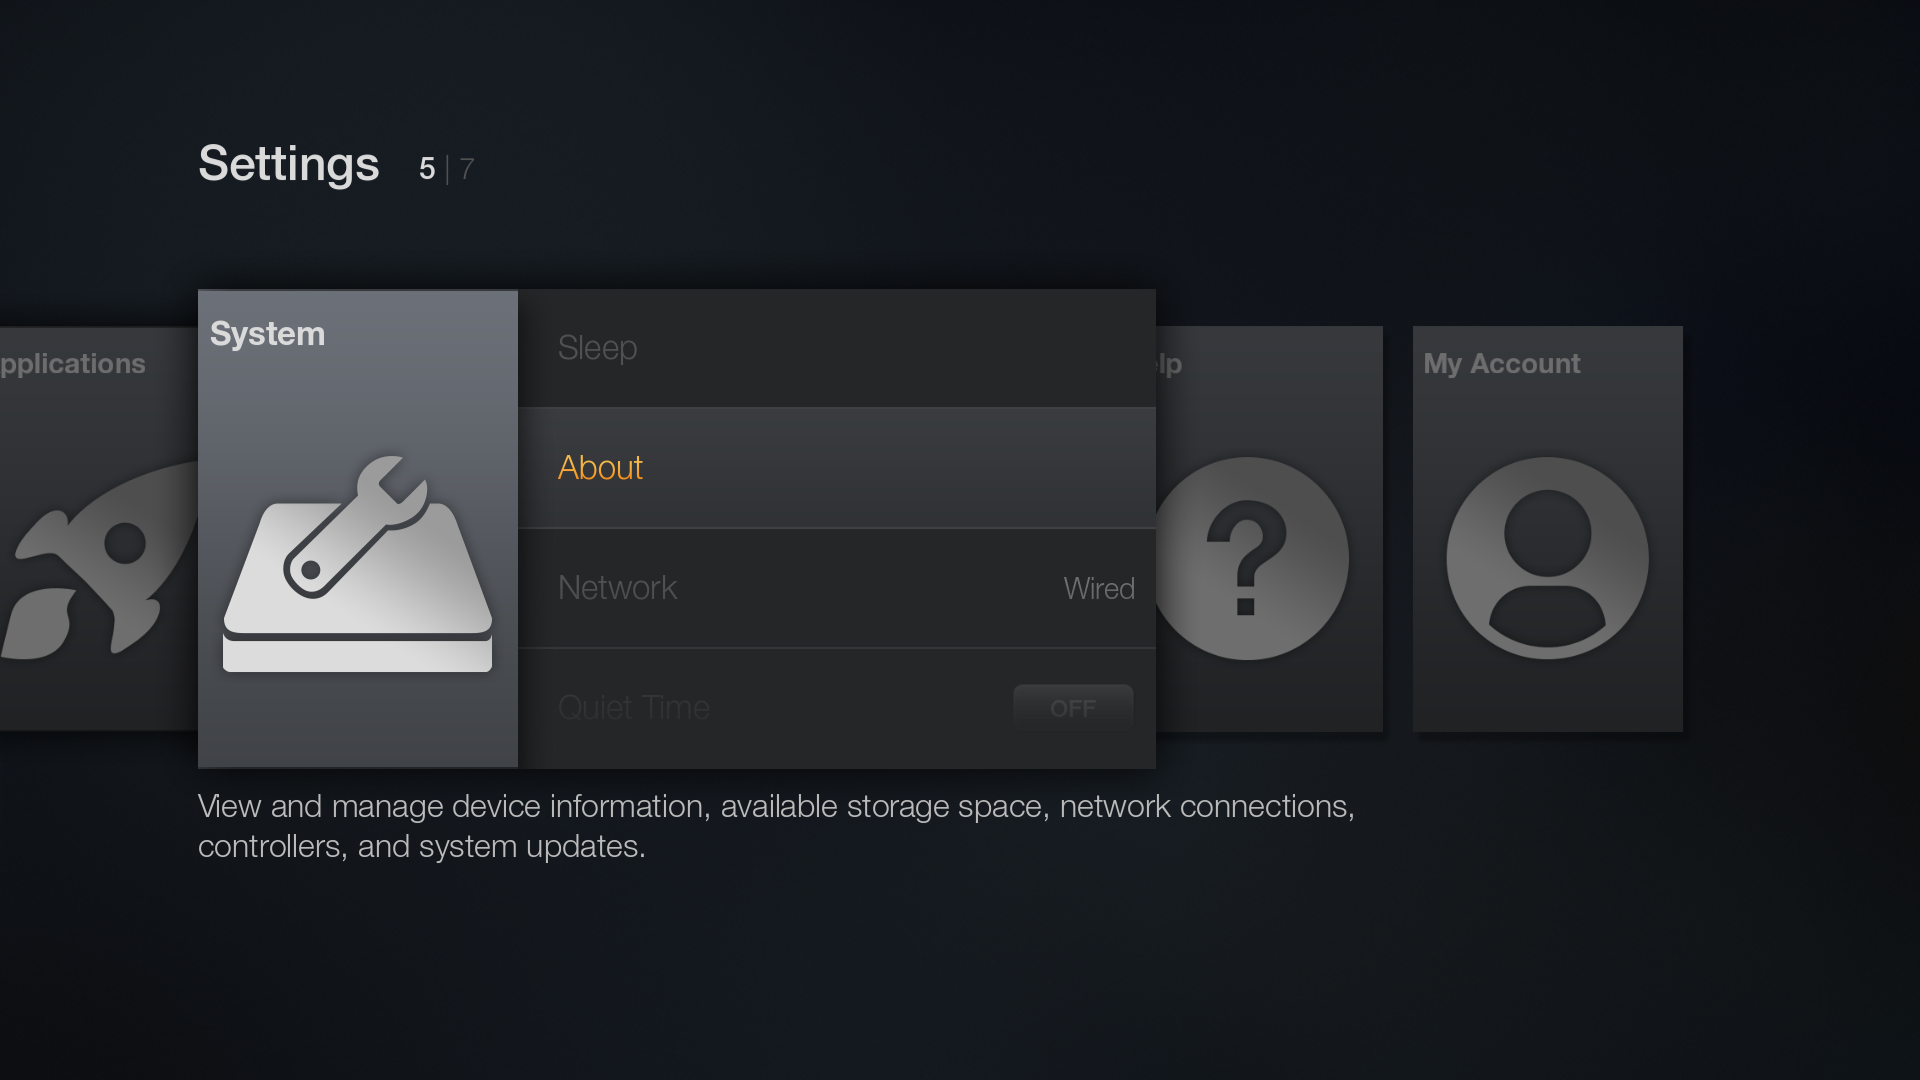 Settings 5 | 7
pplications
System
Sleep
About
Network Wired
Quiet Time OFF
elp
My Account
View and manage device information, available storage space, network connections,
controllers, and system updates.